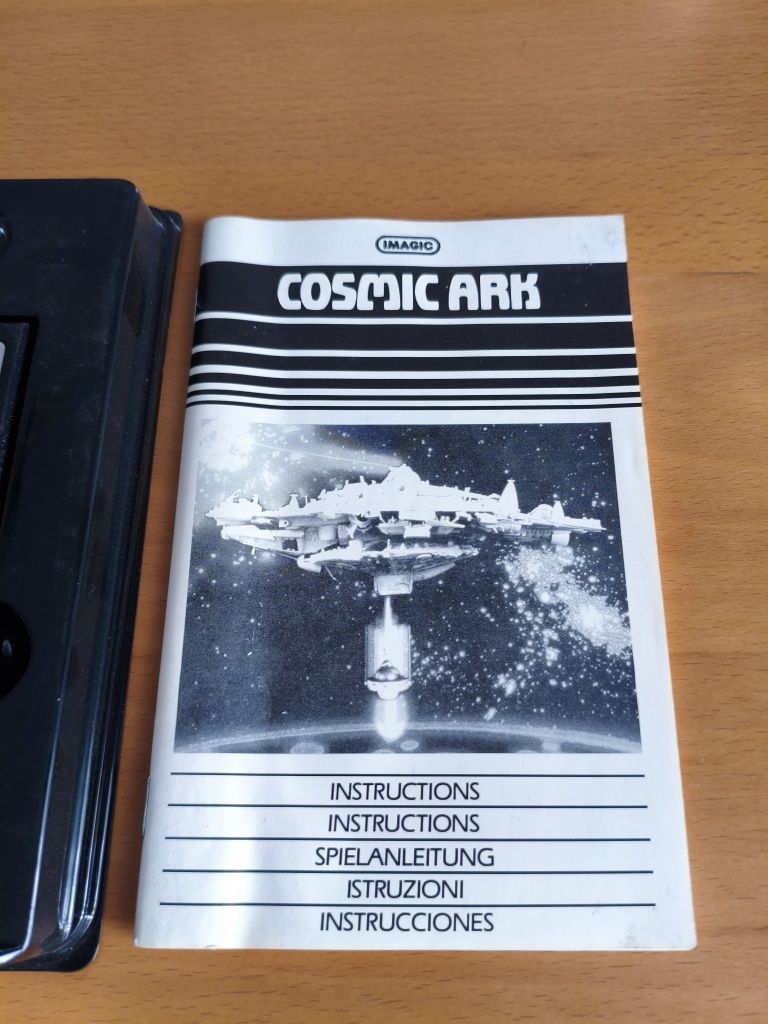 IMAGIC
COSMIC ARK
INSTRUCTIONS
INSTRUCTIONS
SPIELANLEITUNG
ISTRUZIONI
INSTRUCCIONES